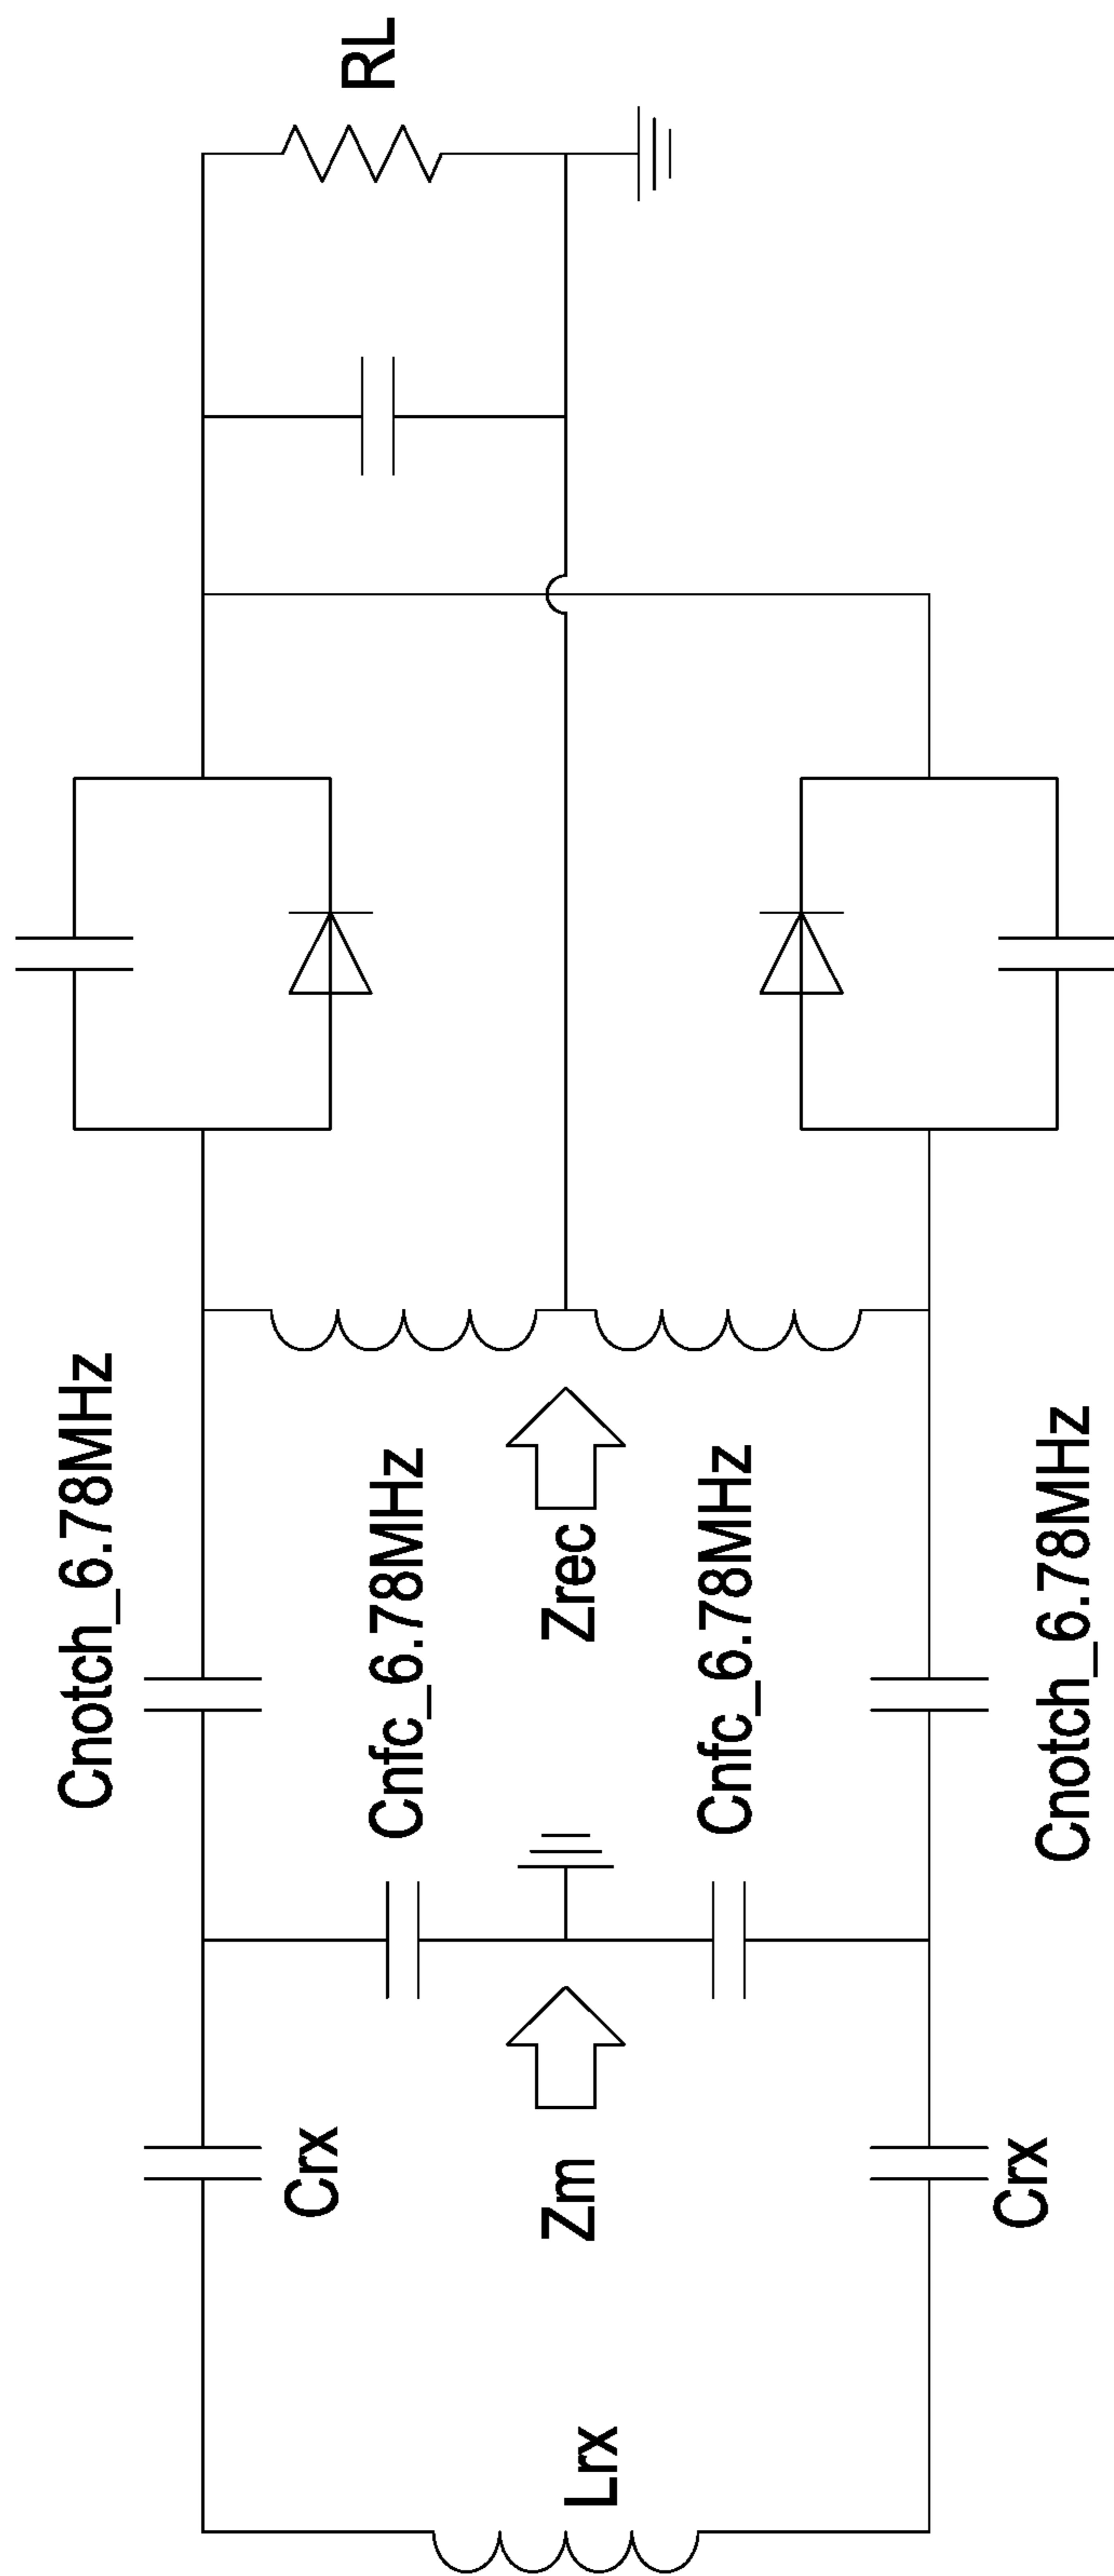 RL
Cnotch_6.78MHz
Cnfc_6.78MHz
Zrec
Cnfc_6.78MHz
Cnotch_6.78MHz
Crx
Zm
Crx
Lrx